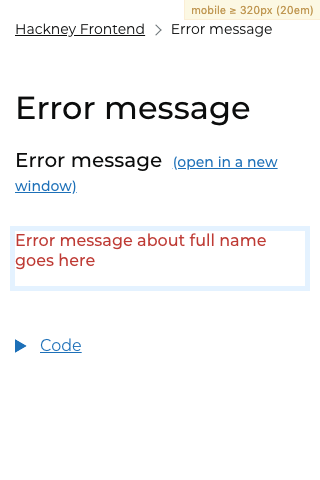 mobile ≥ 320px (20em)
Hackney Frontend > Error message
Error message
Error message (open in a new
window)
Error message about full name
goes here
Code